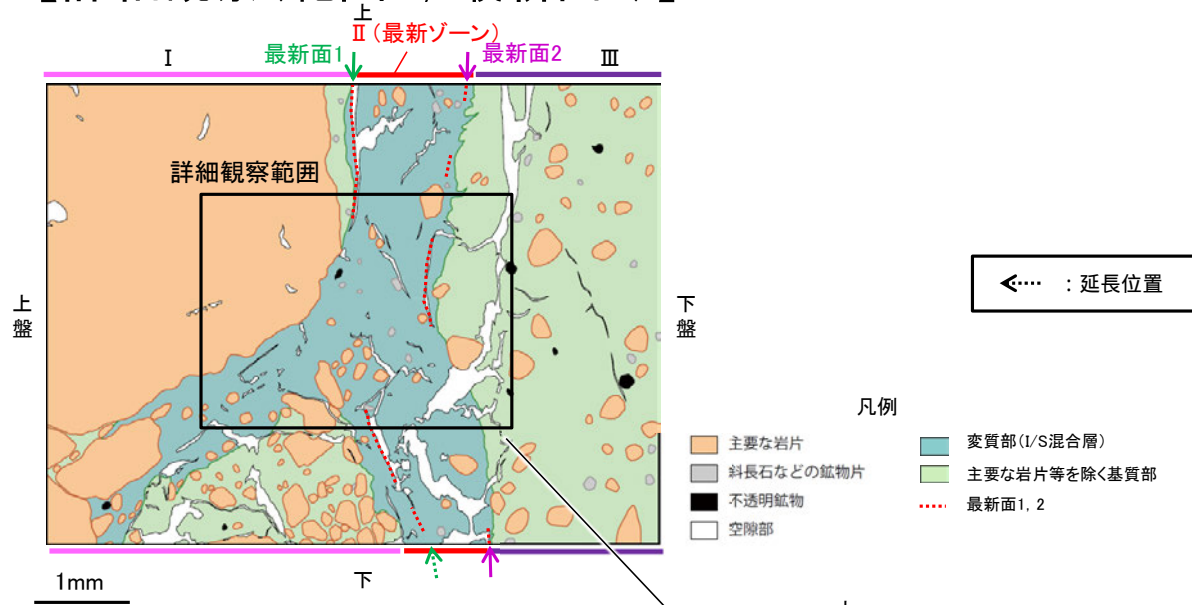 上
Ⅱ(最新ゾーン)
Ⅰ
最新面1
最新面2
Ⅲ
詳細観察範囲
上盤
下盤
:延長位置
凡例
主要な岩片
変質部(I/S混合層)
斜長石などの鉱物片
主要な岩片等を除く基質部
不透明鉱物
最新面1, 2
空隙部
下
1mm